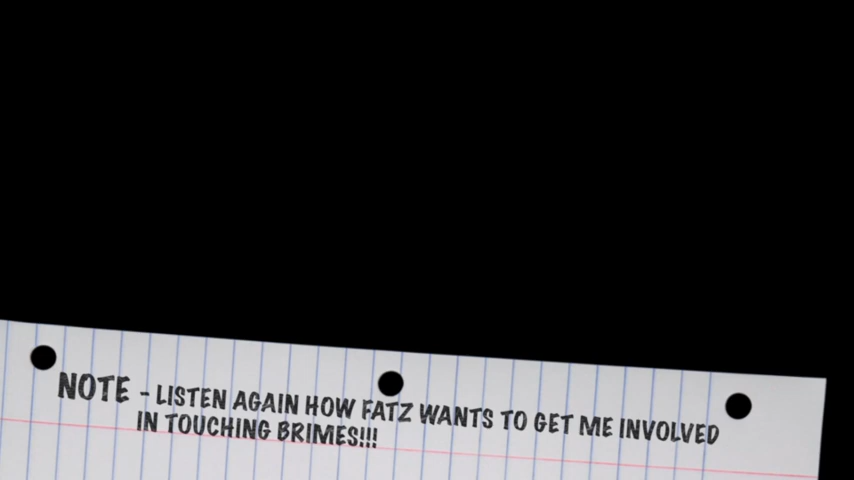 NOTE - LISTEN AGAIN HOW FATZ WANTS TO GET ME INVOLVED
IN TOUCHING BRIMES!!!